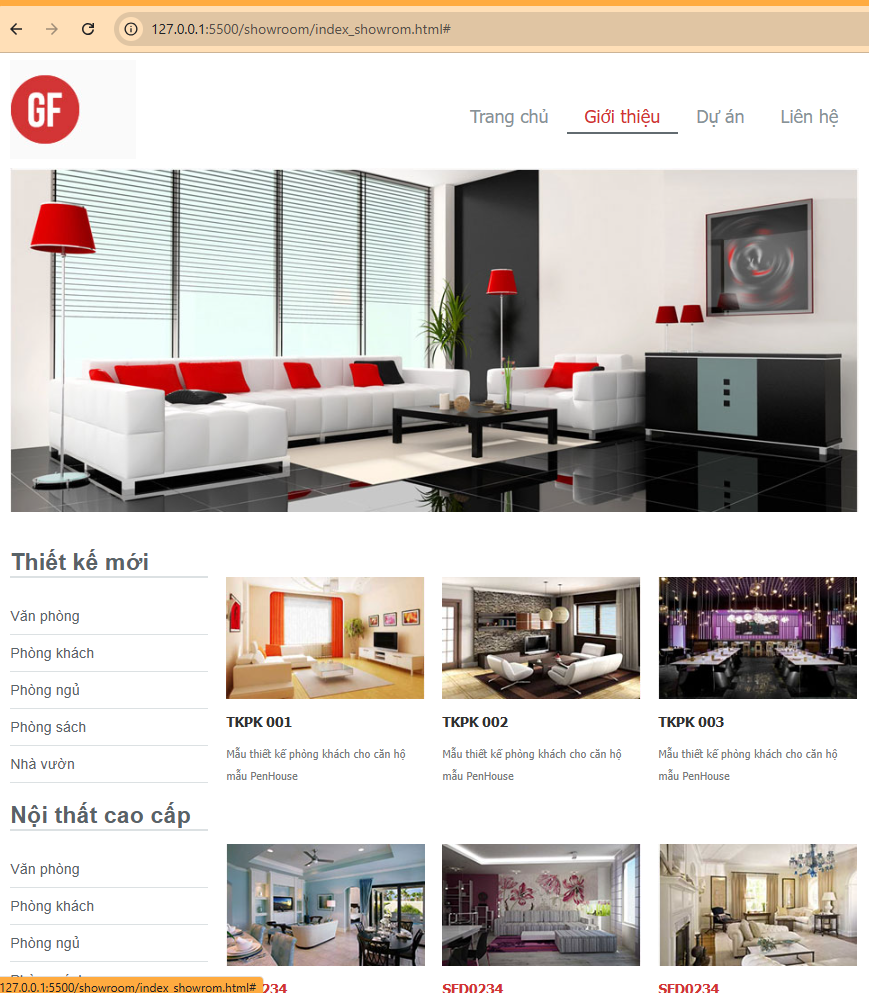 127.0.0.1:5500/showroom/index_showrom.html#
GF
Trang chủ Giới thiệu Dự án Liên hệ
Thiết kế mới
Văn phòng
Phòng khách
Phòng ngủ
Phòng sách
Nhà vườn
TKPK 001
Mẫu thiết kế phòng khách cho căn hộ
mẫu PenHouse
TKPK 002
Mẫu thiết kế phòng khách cho căn hộ
mẫu PenHouse
TKPK 003
Mẫu thiết kế phòng khách cho căn hộ
mẫu PenHouse
Nội thất cao cấp
Văn phòng
Phòng khách
Phòng ngủ
127.0.0.1:5500/showroom/index_showrom.html#
234
SFD0234
SFD0234